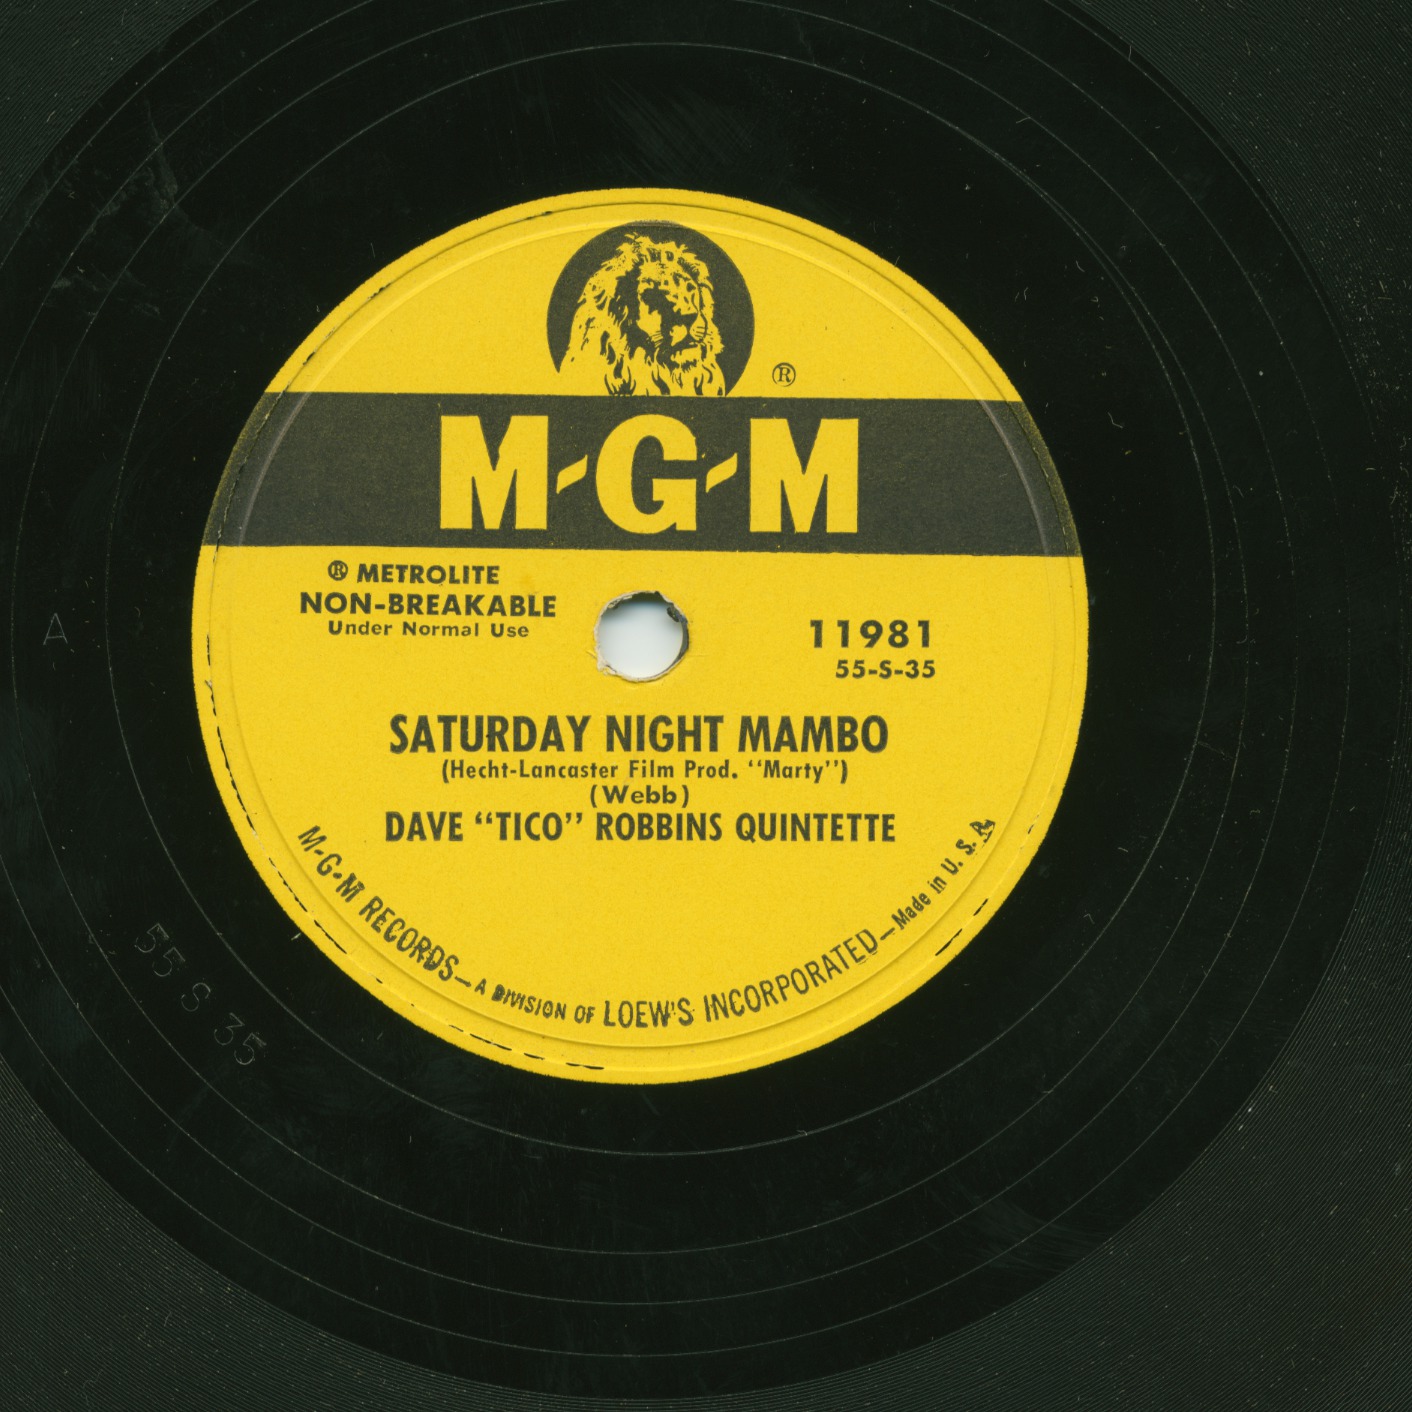 ®
M-G-M
® METROLITE
NON-BREAKABLE
Under Normal Use
11981
55-S-35
SATURDAY NIGHT MAMBO
(Hecht-Lancaster Film Prod. "Marty")
(Webb)
DAVE "TICO" ROBBINS QUINTETTE
M-G-M RECORDS—A DIVISION OF LOEW'S INCORPORATED—Made in U. S. A.
A
55 S 35